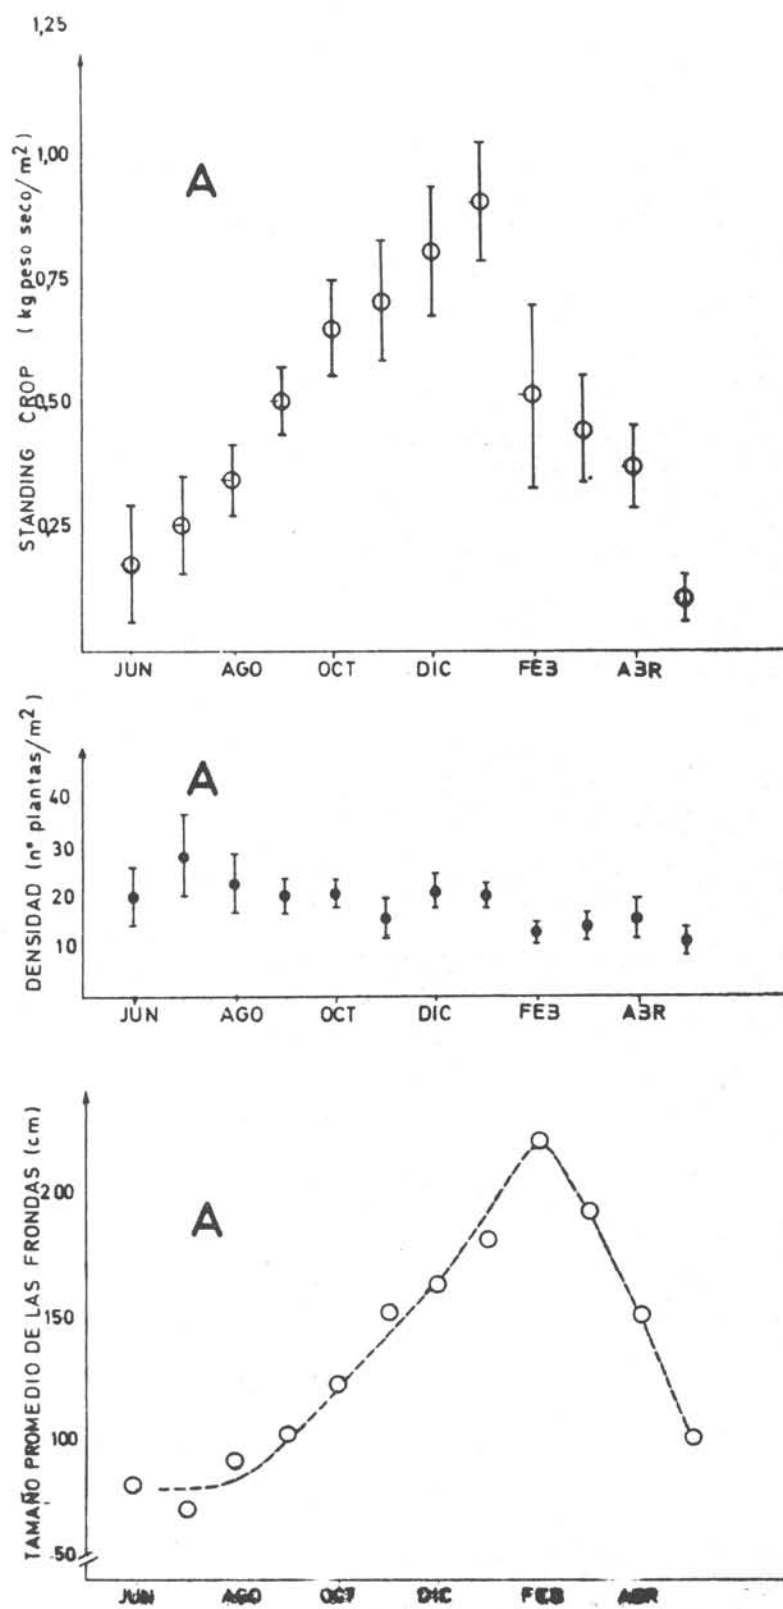 1,25
STANDING CROP (kg peso seco/m²)
1,00
A
0,75
0,50
0,25
JUN AGO OCT DIC FEB ABR
DENSIDAD (nº plantas/m²)
A
40
30
20
10
JUN AGO OCT DIC FEB ABR
TAMAÑO PROMEDIO DE LAS FRONDAS (cm)
200
A
150
100
50
JUN AGO OCT DIC FEB ABR